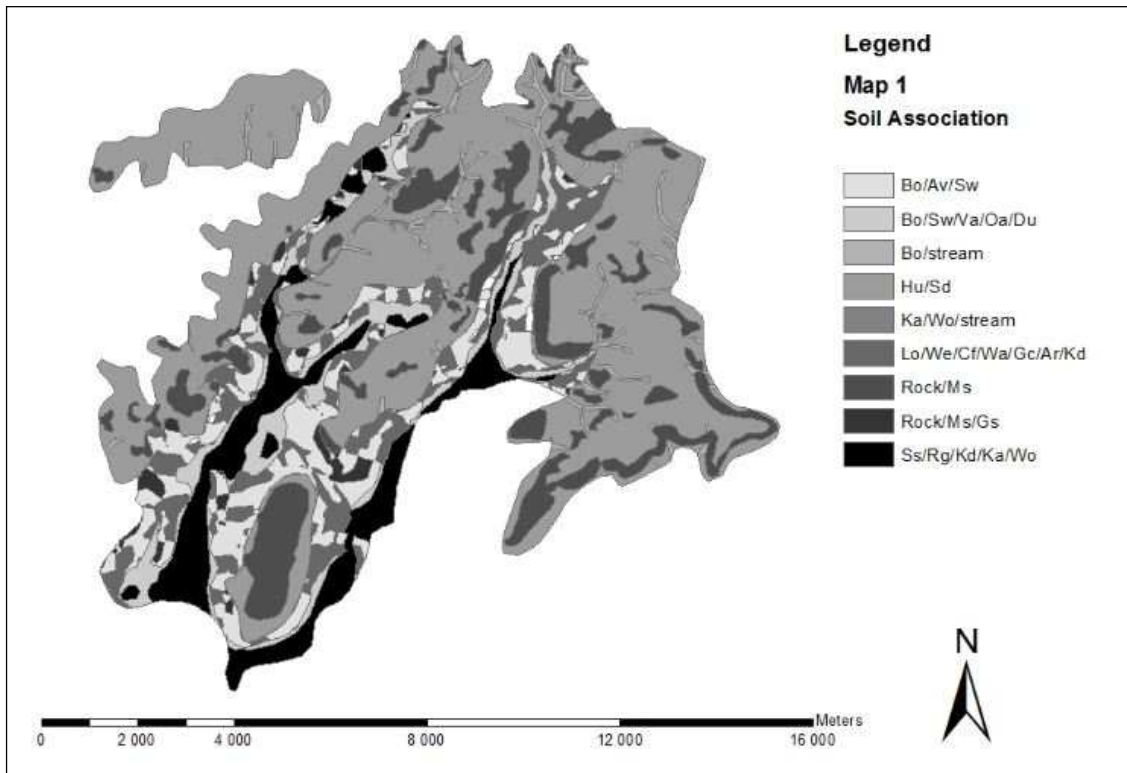 Legend
Map 1
Soil Association
Bo/Av/Sw
Bo/Sw/Va/Oa/Du
Bo/stream
Hu/Sd
Ka/Wo/stream
Lo/We/Cf/Wa/Gc/Ar/Kd
Rock/Ms
Rock/Ms/Gs
Ss/Rg/Kd/Ka/Wo
N
Meters
0 2 000 4 000 8 000 12 000 16 000